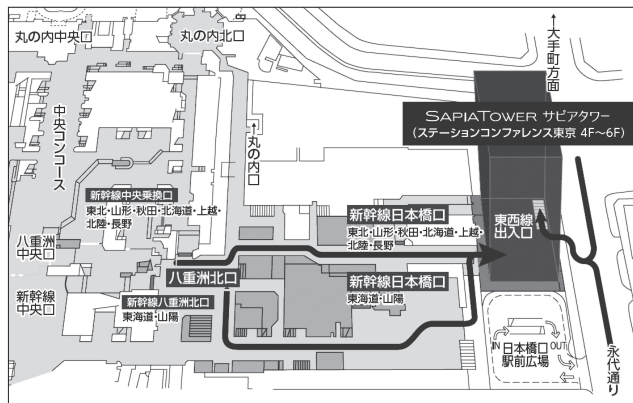 丸の内中央口
丸の内北口
↑大手町方面
SAPIATOWER サピアタワー
(ステーションコンファレンス東京 4F〜6F)
中央コンコース
↑丸の内口
新幹線中央乗換口
東北・山形・秋田・北海道・上越・
北陸・長野
新幹線日本橋口
東北・山形・秋田・北海道・上越・
北陸・長野
東西線
出入口
八重洲
中央口
八重洲北口
新幹線
中央口
新幹線八重洲北口
東海道・山陽
新幹線日本橋口
東海道・山陽
IN
日本橋口
駅前広場
OUT
永代通り